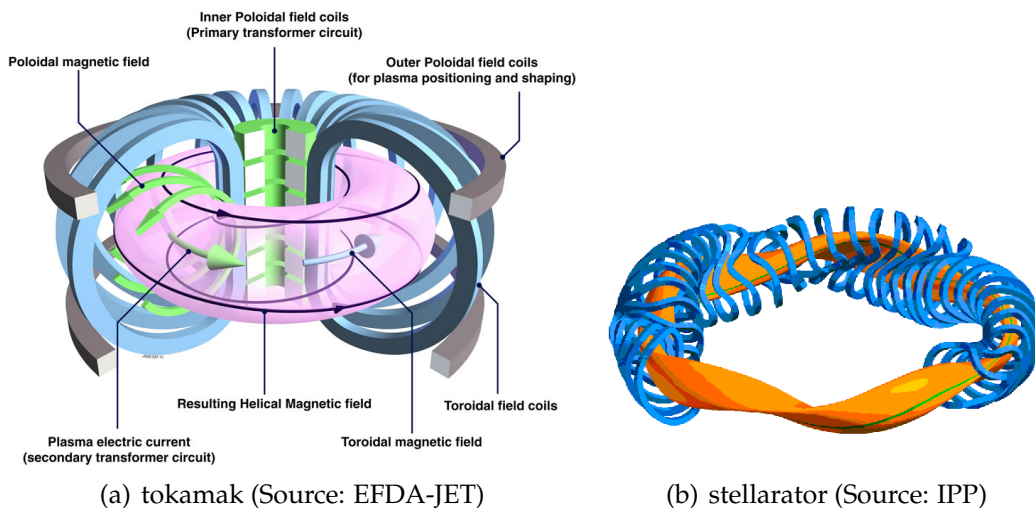 Inner Poloidal field coils
(Primary transformer circuit)
Poloidal magnetic field
Outer Poloidal field coils
(for plasma positioning and shaping)
Resulting Helical Magnetic field
Toroidal field coils
Plasma electric current
(secondary transformer circuit)
Toroidal magnetic field
(a) tokamak (Source: EFDA-JET)
(b) stellarator (Source: IPP)